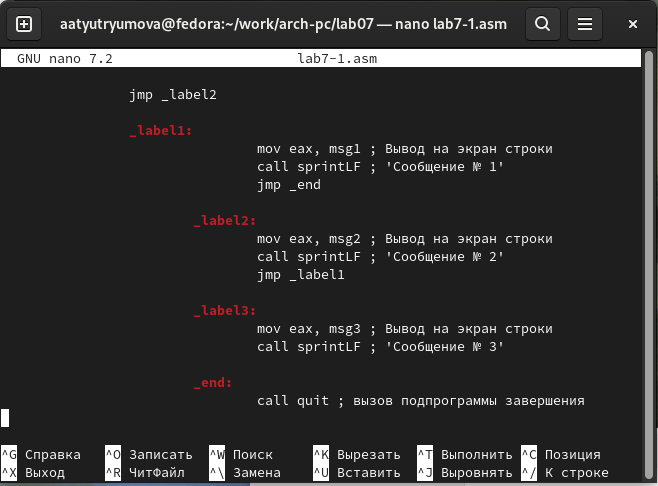 aatyutryumova@fedora:~/work/arch-pc/lab07 — nano lab7-1.asm
GNU nano 7.2 lab7-1.asm
jmp _label2
_label1:
mov eax, msg1 ; Вывод на экран строки
call sprintLF ; 'Сообщение № 1'
jmp _end
_label2:
mov eax, msg2 ; Вывод на экран строки
call sprintLF ; 'Сообщение № 2'
jmp _label1
_label3:
mov eax, msg3 ; Вывод на экран строки
call sprintLF ; 'Сообщение № 3'
_end:
call quit ; вызов подпрограммы завершения
^G Справка ^O Записать ^W Поиск ^K Вырезать ^T Выполнить ^C Позиция
^X Выход ^R ЧитФайл ^\ Замена ^U Вставить ^J Выровнять ^/ К строке